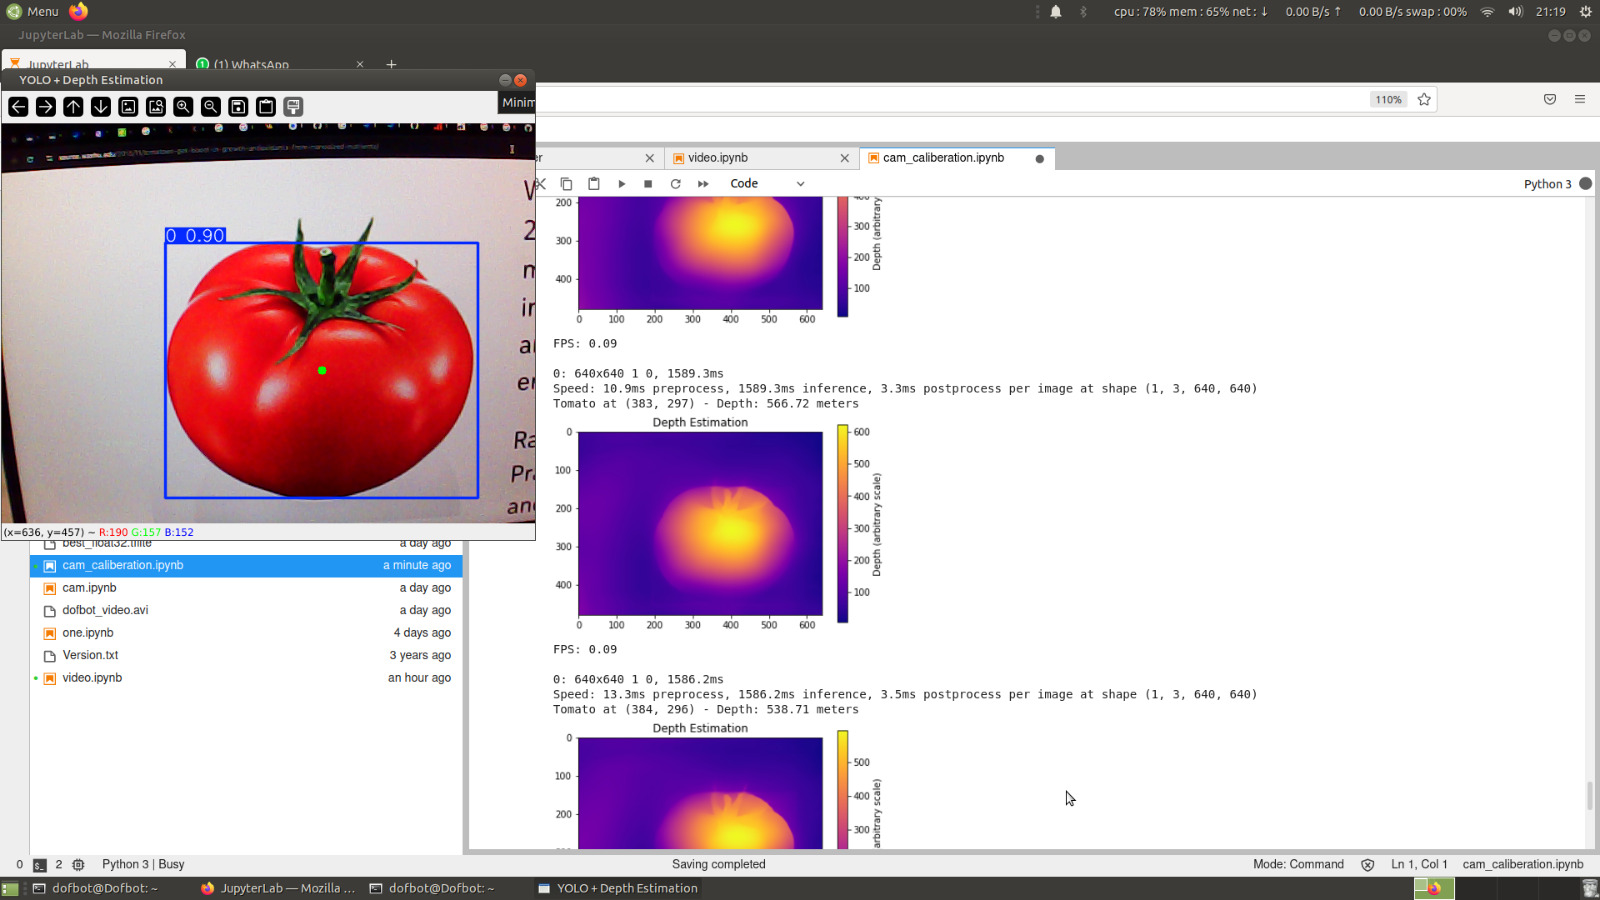 Menu
cpu : 78% mem : 65% net : ↓ 0.00 B/s ↑ 0.00 B/s swap : 00% 21:19
JupyterLab — Mozilla Firefox
JupyterLab
(1) WhatsApp
YOLO + Depth Estimation
Minim
110%
0 0.90
(x=636, y=457) ~ R:190 G:157 B:152
best_float32.tflite a day ago
cam_caliberation.ipynb a minute ago
cam.ipynb a day ago
dofbot_video.avi a day ago
one.ipynb 4 days ago
Version.txt 3 years ago
video.ipynb an hour ago
er
video.ipynb
cam_caliberation.ipynb
Code
Python 3
200
300
400
0 100 200 300 400 500 600
400
300
200
100
Depth (arbitrary
FPS: 0.09
0: 640x640 1 0, 1589.3ms
Speed: 10.9ms preprocess, 1589.3ms inference, 3.3ms postprocess per image at shape (1, 3, 640, 640)
Tomato at (383, 297) - Depth: 566.72 meters
Depth Estimation
0
100
200
300
400
0 100 200 300 400 500 600
600
500
400
300
200
100
Depth (arbitrary scale)
FPS: 0.09
0: 640x640 1 0, 1586.2ms
Speed: 13.3ms preprocess, 1586.2ms inference, 3.5ms postprocess per image at shape (1, 3, 640, 640)
Tomato at (384, 296) - Depth: 538.71 meters
Depth Estimation
0
100
200
500
400
300
arbitrary scale)
0
2
Python 3 | Busy
Saving completed
Mode: Command
Ln 1, Col 1
cam_caliberation.ipynb
dofbot@Dofbot: ~
JupyterLab — Mozilla ...
dofbot@Dofbot: ~
YOLO + Depth Estimation